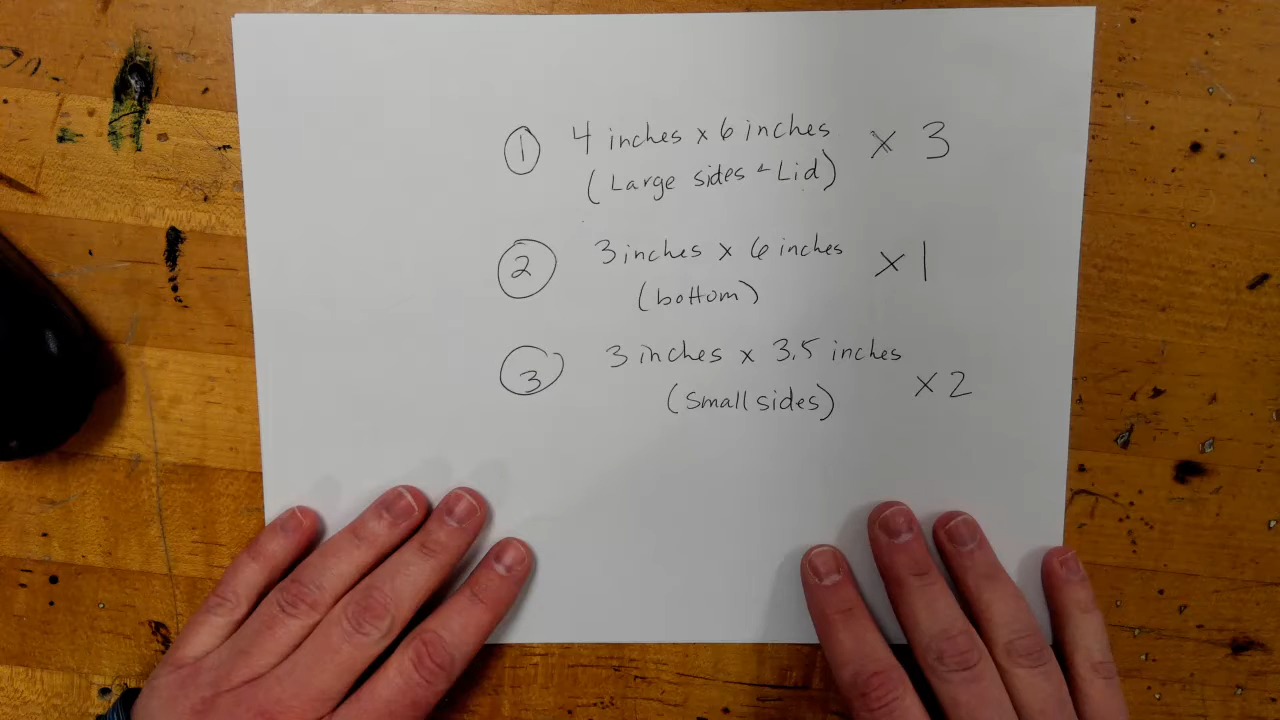 ① 4 inches x 6 inches x 3
(Large sides + Lid)
② 3 inches x 6 inches x 1
(bottom)
③ 3 inches x 3.5 inches x 2
(Small sides)